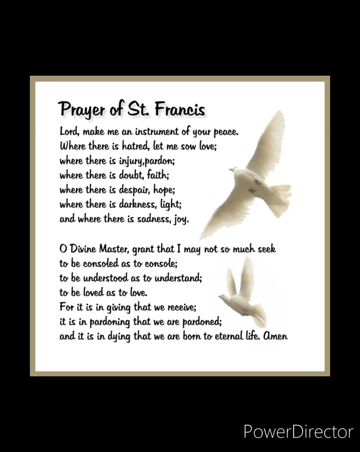 Prayer of St. Francis
Lord, make me an instrument of your peace.
Where there is hatred, let me sow love;
where there is injury,pardon;
where there is doubt, faith;
where there is despair, hope;
where there is darkness, light;
and where there is sadness, joy.
O Divine Master, grant that I may not so much seek
to be consoled as to console;
to be understood as to understand;
to be loved as to love.
For it is in giving that we receive;
it is in pardoning that we are pardoned;
and it is in dying that we are born to eternal life. Amen
PowerDirector